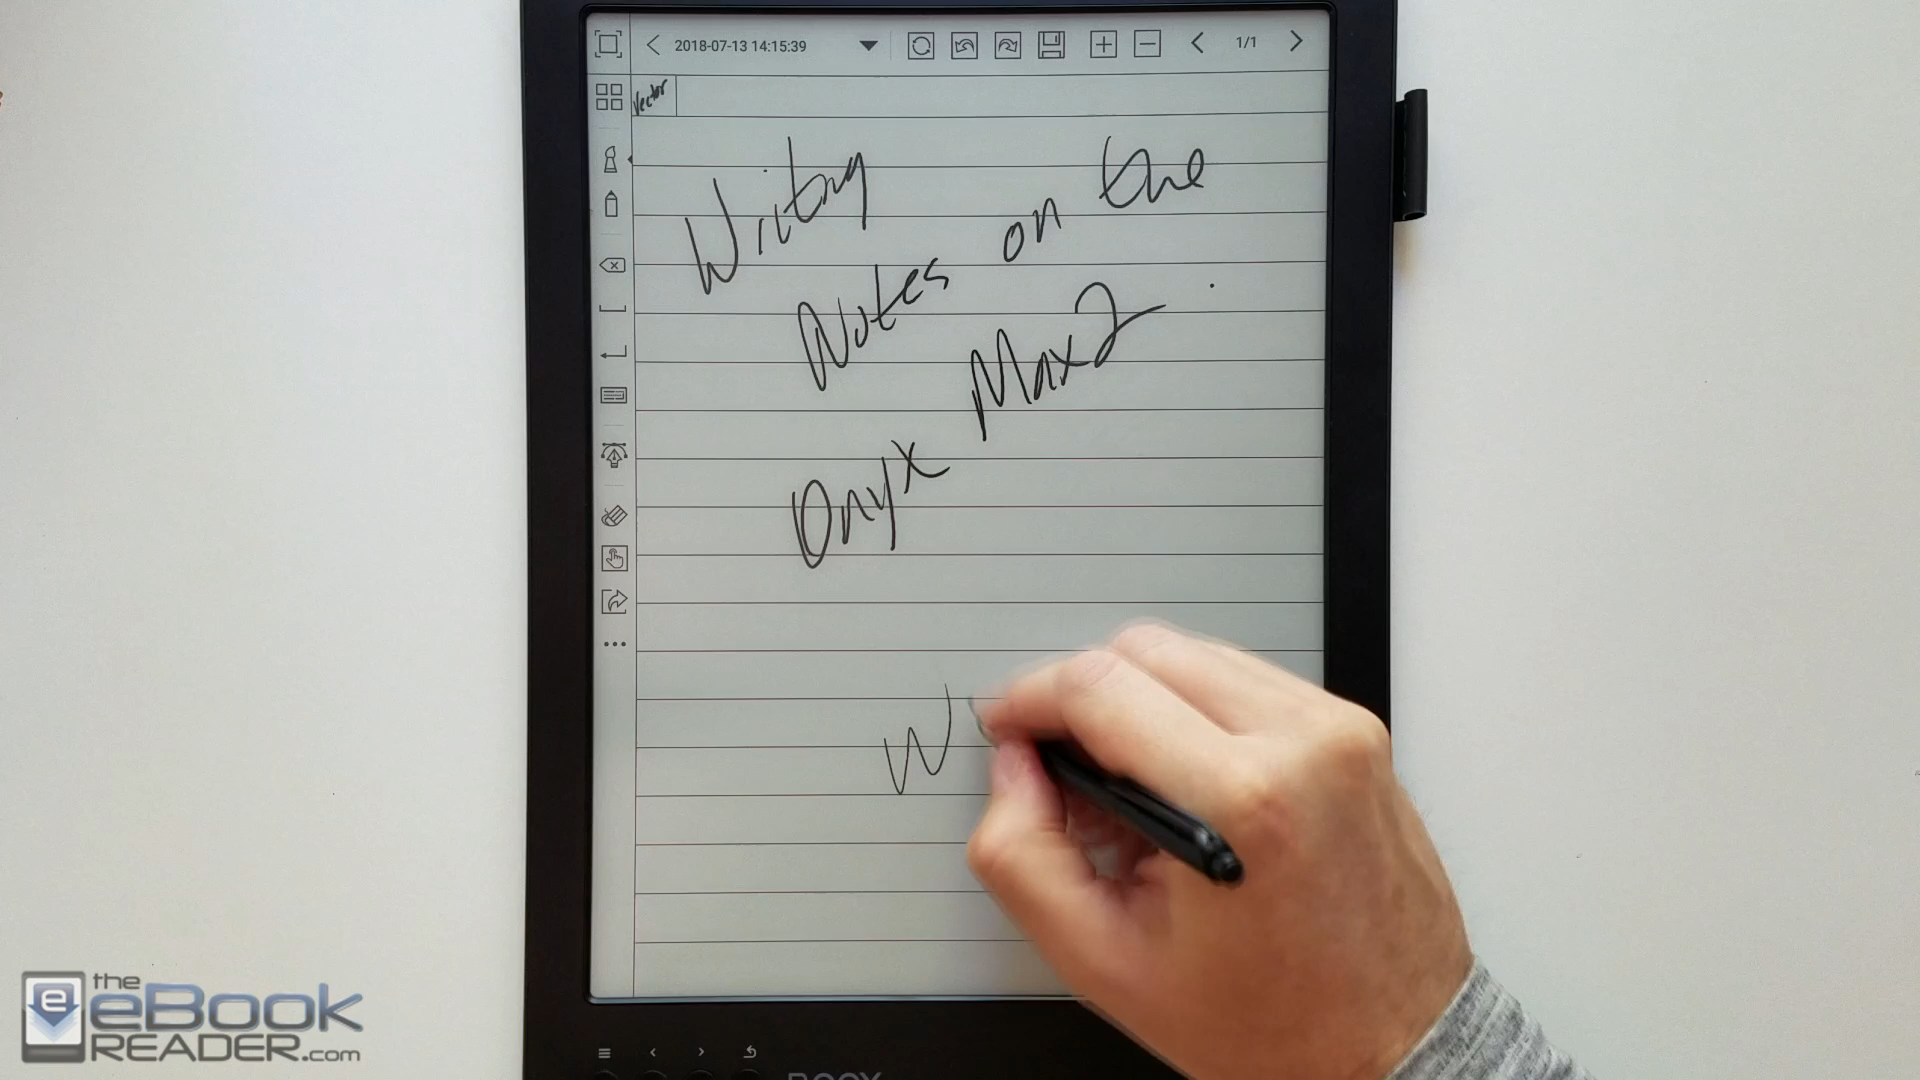 2018-07-13 14:15:39
1/1
Vector
Writing
Notes on the
Onyx Max2.
W
the
eBook
READER.com
BOOX